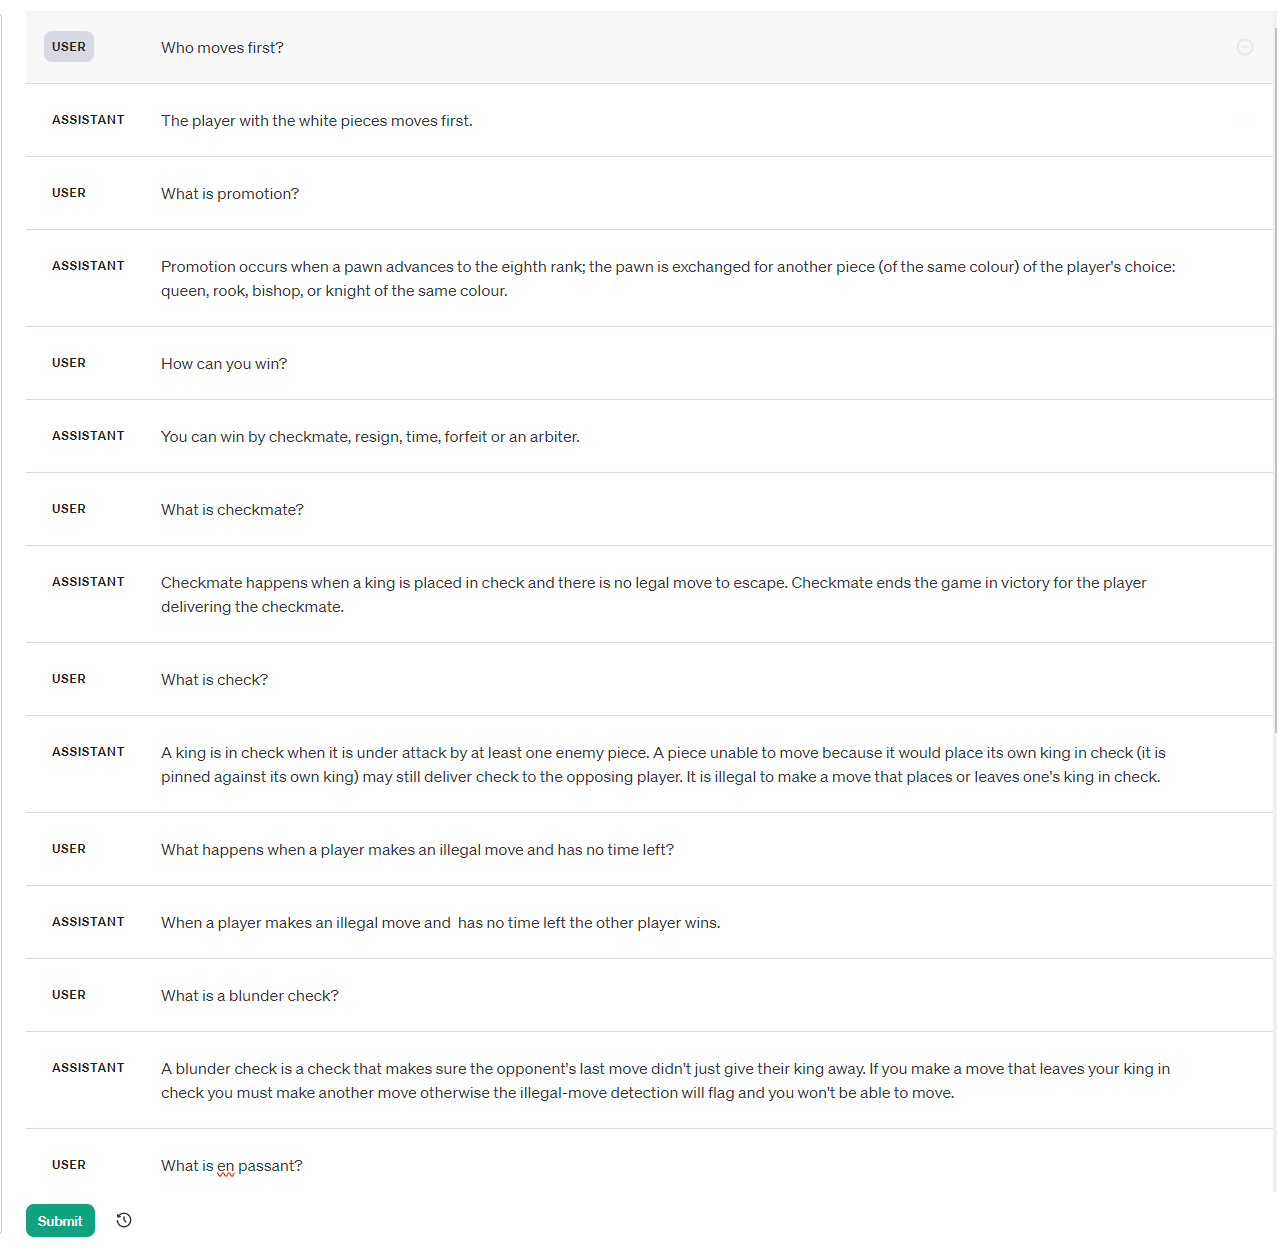 USER
Who moves first?
ASSISTANT
The player with the white pieces moves first.
USER
What is promotion?
ASSISTANT
Promotion occurs when a pawn advances to the eighth rank; the pawn is exchanged for another piece (of the same colour) of the player's choice:
queen, rook, bishop, or knight of the same colour.
USER
How can you win?
ASSISTANT
You can win by checkmate, resign, time, forfeit or an arbiter.
USER
What is checkmate?
ASSISTANT
Checkmate happens when a king is placed in check and there is no legal move to escape. Checkmate ends the game in victory for the player
delivering the checkmate.
USER
What is check?
ASSISTANT
A king is in check when it is under attack by at least one enemy piece. A piece unable to move because it would place its own king in check (it is
pinned against its own king) may still deliver check to the opposing player. It is illegal to make a move that places or leaves one's king in check.
USER
What happens when a player makes an illegal move and has no time left?
ASSISTANT
When a player makes an illegal move and  has no time left the other player wins.
USER
What is a blunder check?
ASSISTANT
A blunder check is a check that makes sure the opponent's last move didn't just give their king away. If you make a move that leaves your king in
check you must make another move otherwise the illegal-move detection will flag and you won't be able to move.
USER
What is en passant?
Submit